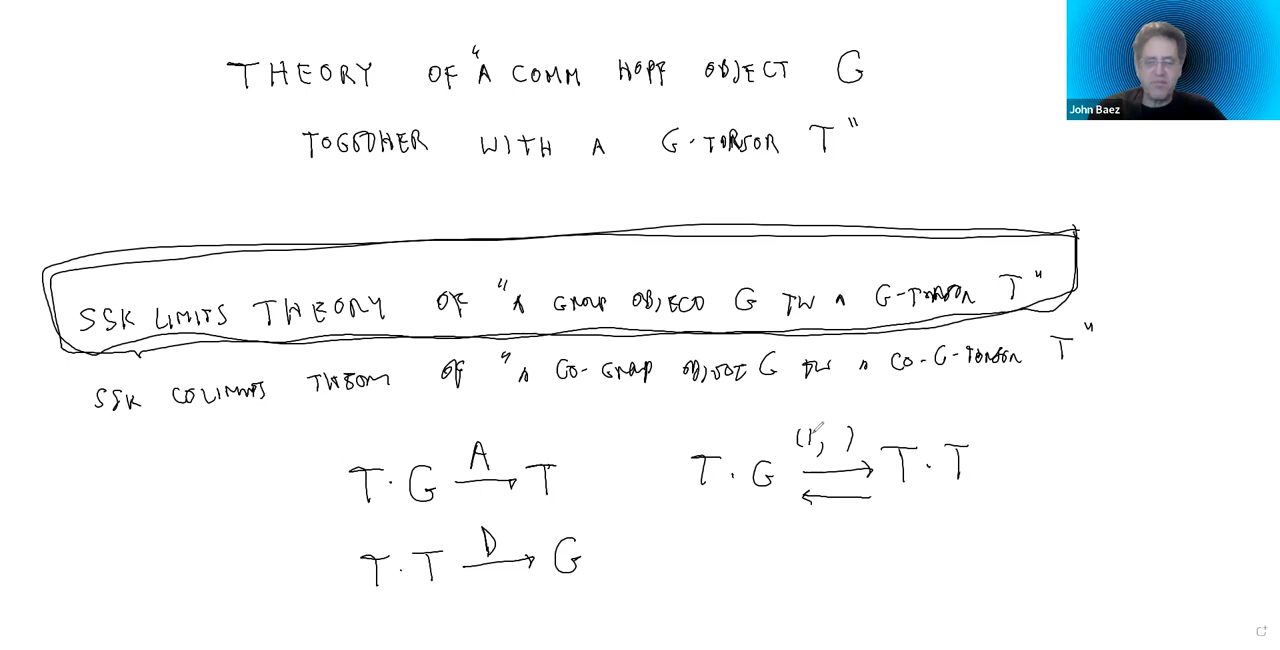 THEORY OF "A COMM HOPF OBJECT G
TOGETHER WITH A G-TORSOR T"
SSK LIMITS THEORY OF "A GROUP OBJECT G TW A G-TORSOR T"
SSK COLIMITS THEORY OF "A CO-GROUP OBJECT G TW A CO-G-TORSOR T"
T · G A→ T
T · G ( , ) ⇄ T · T
T · T D→ G
John Baez